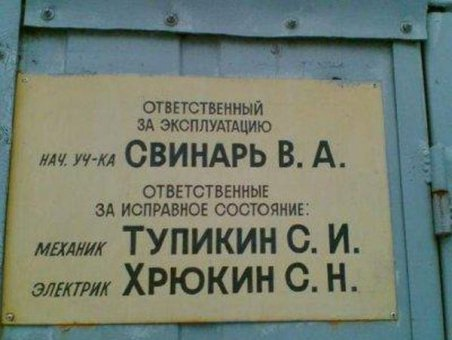 ОТВЕТСТВЕННЫЙ
ЗА ЭКСПЛУАТАЦИЮ
НАЧ. УЧ-КА СВИНАРЬ В. А.
ОТВЕТСТВЕННЫЕ
ЗА ИСПРАВНОЕ СОСТОЯНИЕ:
МЕХАНИК ТУПИКИН С. И.
ЭЛЕКТРИК ХРЮКИН С. Н.